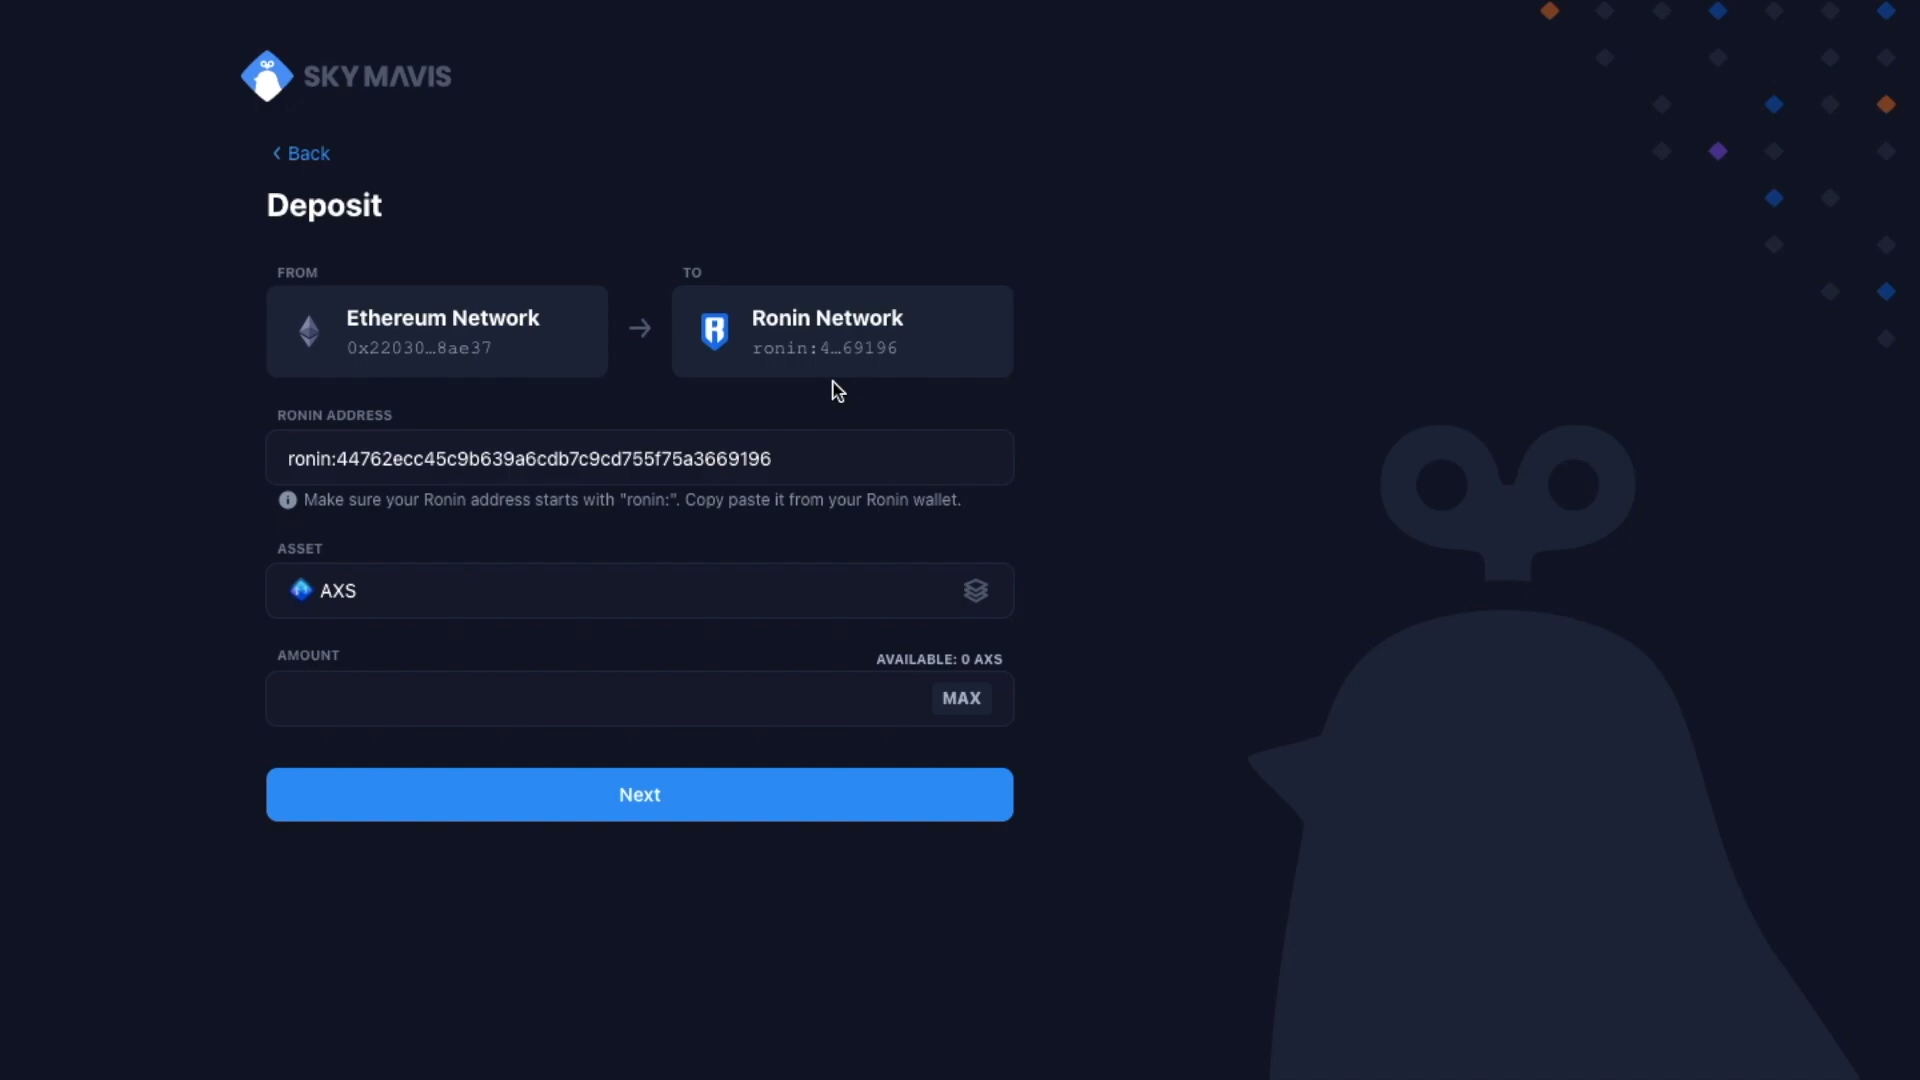 SKY MAVIS
Back
Deposit
FROM
TO
Ethereum Network
0x22030…8ae37
Ronin Network
ronin:4…69196
RONIN ADDRESS
ronin:44762ecc45c9b639a6cdb7c9cd755f75a3669196
Make sure your Ronin address starts with "ronin:". Copy paste it from your Ronin wallet.
ASSET
AXS
AMOUNT
AVAILABLE: 0 AXS
MAX
Next